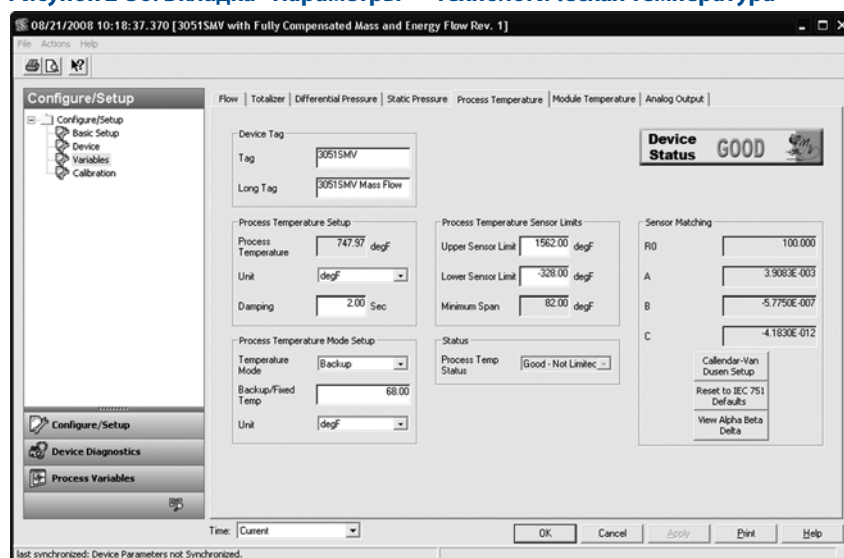 08/21/2008 10:18:37.370 [3051SMV with Fully Compensated Mass and Energy Flow Rev. 1]
File Actions Help
Configure/Setup
Configure/Setup
Basic Setup
Device
Variables
Calibration
Configure/Setup
Device Diagnostics
Process Variables
Flow
Totalizer
Differential Pressure
Static Pressure
Process Temperature
Module Temperature
Analog Output
Device Tag
Tag 3051SMV
Long Tag 3051SMV Mass Flow
Device Status GOOD
Process Temperature Setup
Process Temperature 747.97 degF
Unit degF
Damping 2.00 Sec
Process Temperature Sensor Limits
Upper Sensor Limit 1562.00 degF
Lower Sensor Limit -328.00 degF
Minimum Span 82.00 degF
Sensor Matching
R0 100.000
A 3.9083E-003
B -5.7750E-007
C -4.1830E-012
Callendar-Van Dusen Setup
Reset to IEC 751 Defaults
View Alpha Beta Delta
Process Temperature Mode Setup
Temperature Mode Backup
Backup/Fixed Temp 68.00
Unit degF
Status
Process Temp Status Good - Not Limitec
Time: Current
OK Cancel Apply Print Help
last synchronized: Device Parameters not Synchronized.